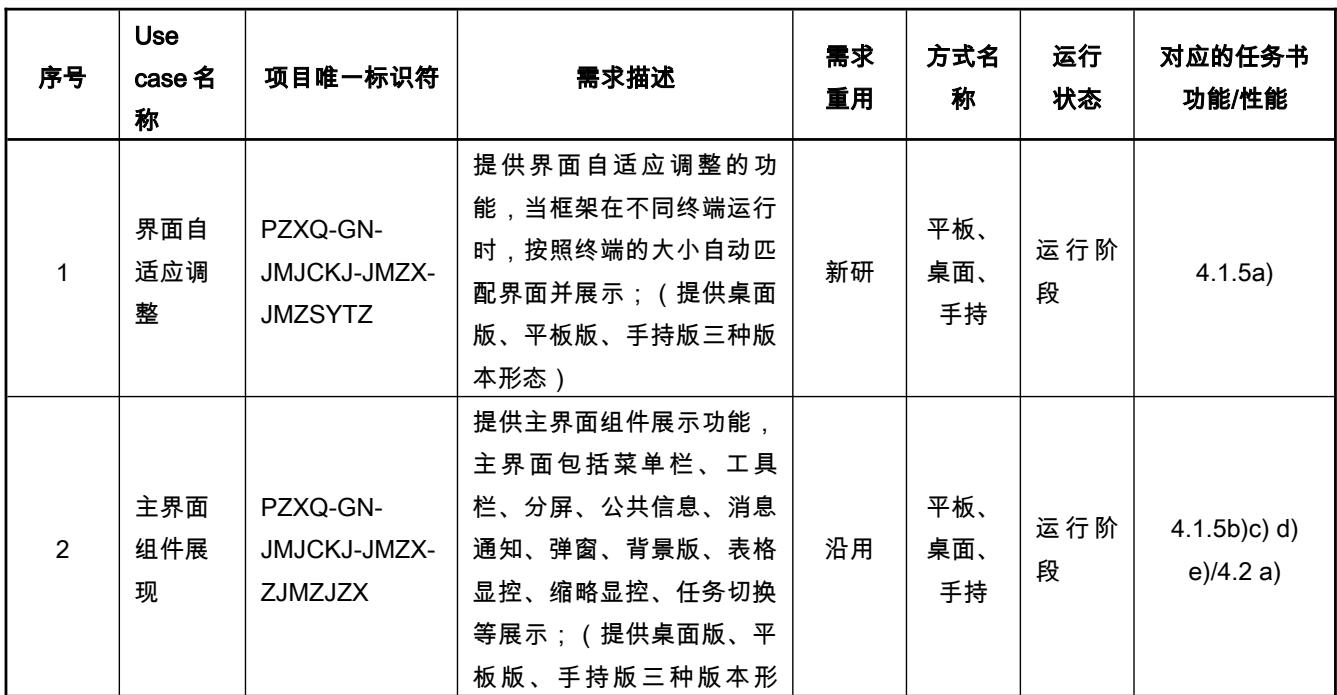 序号
Use
case 名
称
项目唯一标识符
需求描述
需求
重用
方式名
称
运行
状态
对应的任务书
功能/性能
1
界面自
适应调
整
PZXQ-GN-
JMJCKJ-JMZX-
JMZSYTZ
提供界面自适应调整的功
能，当框架在不同终端运行
时，按照终端的大小自动匹
配界面并展示；（提供桌面
版、平板版、手持版三种版
本形态）
新研
平板、
桌面、
手持
运行阶
段
4.1.5a)
2
主界面
组件展
现
PZXQ-GN-
JMJCKJ-JMZX-
ZJMZJZX
提供主界面组件展示功能，
主界面包括菜单栏、工具
栏、分屏、公共信息、消息
通知、弹窗、背景版、表格
显控、缩略显控、任务切换
等展示；（提供桌面版、平
板版、手持版三种版本形
沿用
平板、
桌面、
手持
运行阶
段
4.1.5b)c) d)
e)/4.2 a)